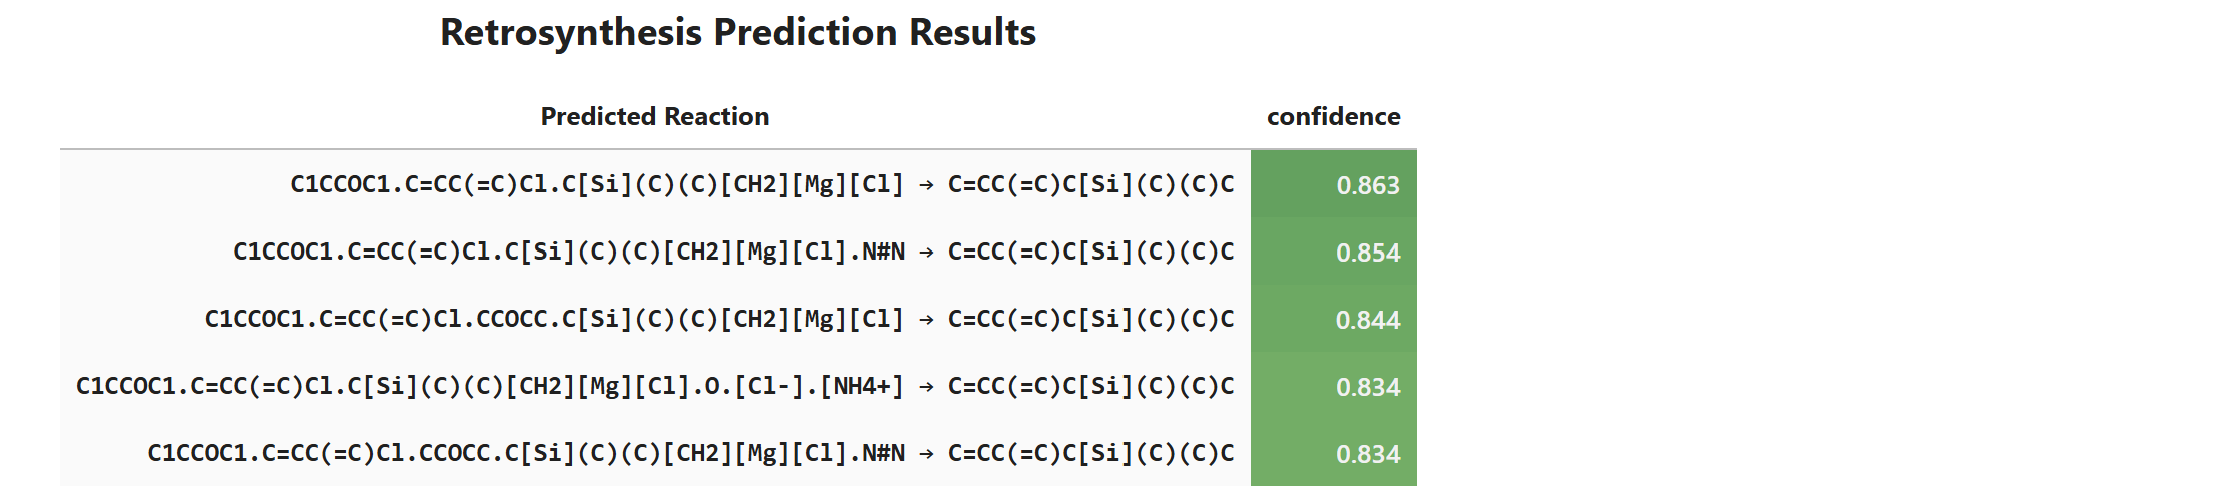 Retrosynthesis Prediction Results
Predicted Reaction confidence
C1CCOC1.C=CC(=C)Cl.C[Si](C)(C)[CH2][Mg][Cl] → C=CC(=C)C[Si](C)(C)C 0.863
C1CCOC1.C=CC(=C)Cl.C[Si](C)(C)[CH2][Mg][Cl].N#N → C=CC(=C)C[Si](C)(C)C 0.854
C1CCOC1.C=CC(=C)Cl.CCOCC.C[Si](C)(C)[CH2][Mg][Cl] → C=CC(=C)C[Si](C)(C)C 0.844
C1CCOC1.C=CC(=C)Cl.C[Si](C)(C)[CH2][Mg][Cl].O.[Cl-].[NH4+] → C=CC(=C)C[Si](C)(C)C 0.834
C1CCOC1.C=CC(=C)Cl.CCOCC.C[Si](C)(C)[CH2][Mg][Cl].N#N → C=CC(=C)C[Si](C)(C)C 0.834